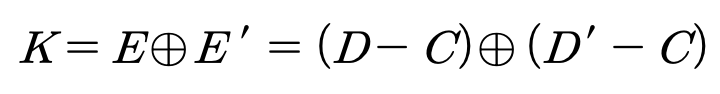 K = E⊕E′ = (D − C)⊕(D′ − C)